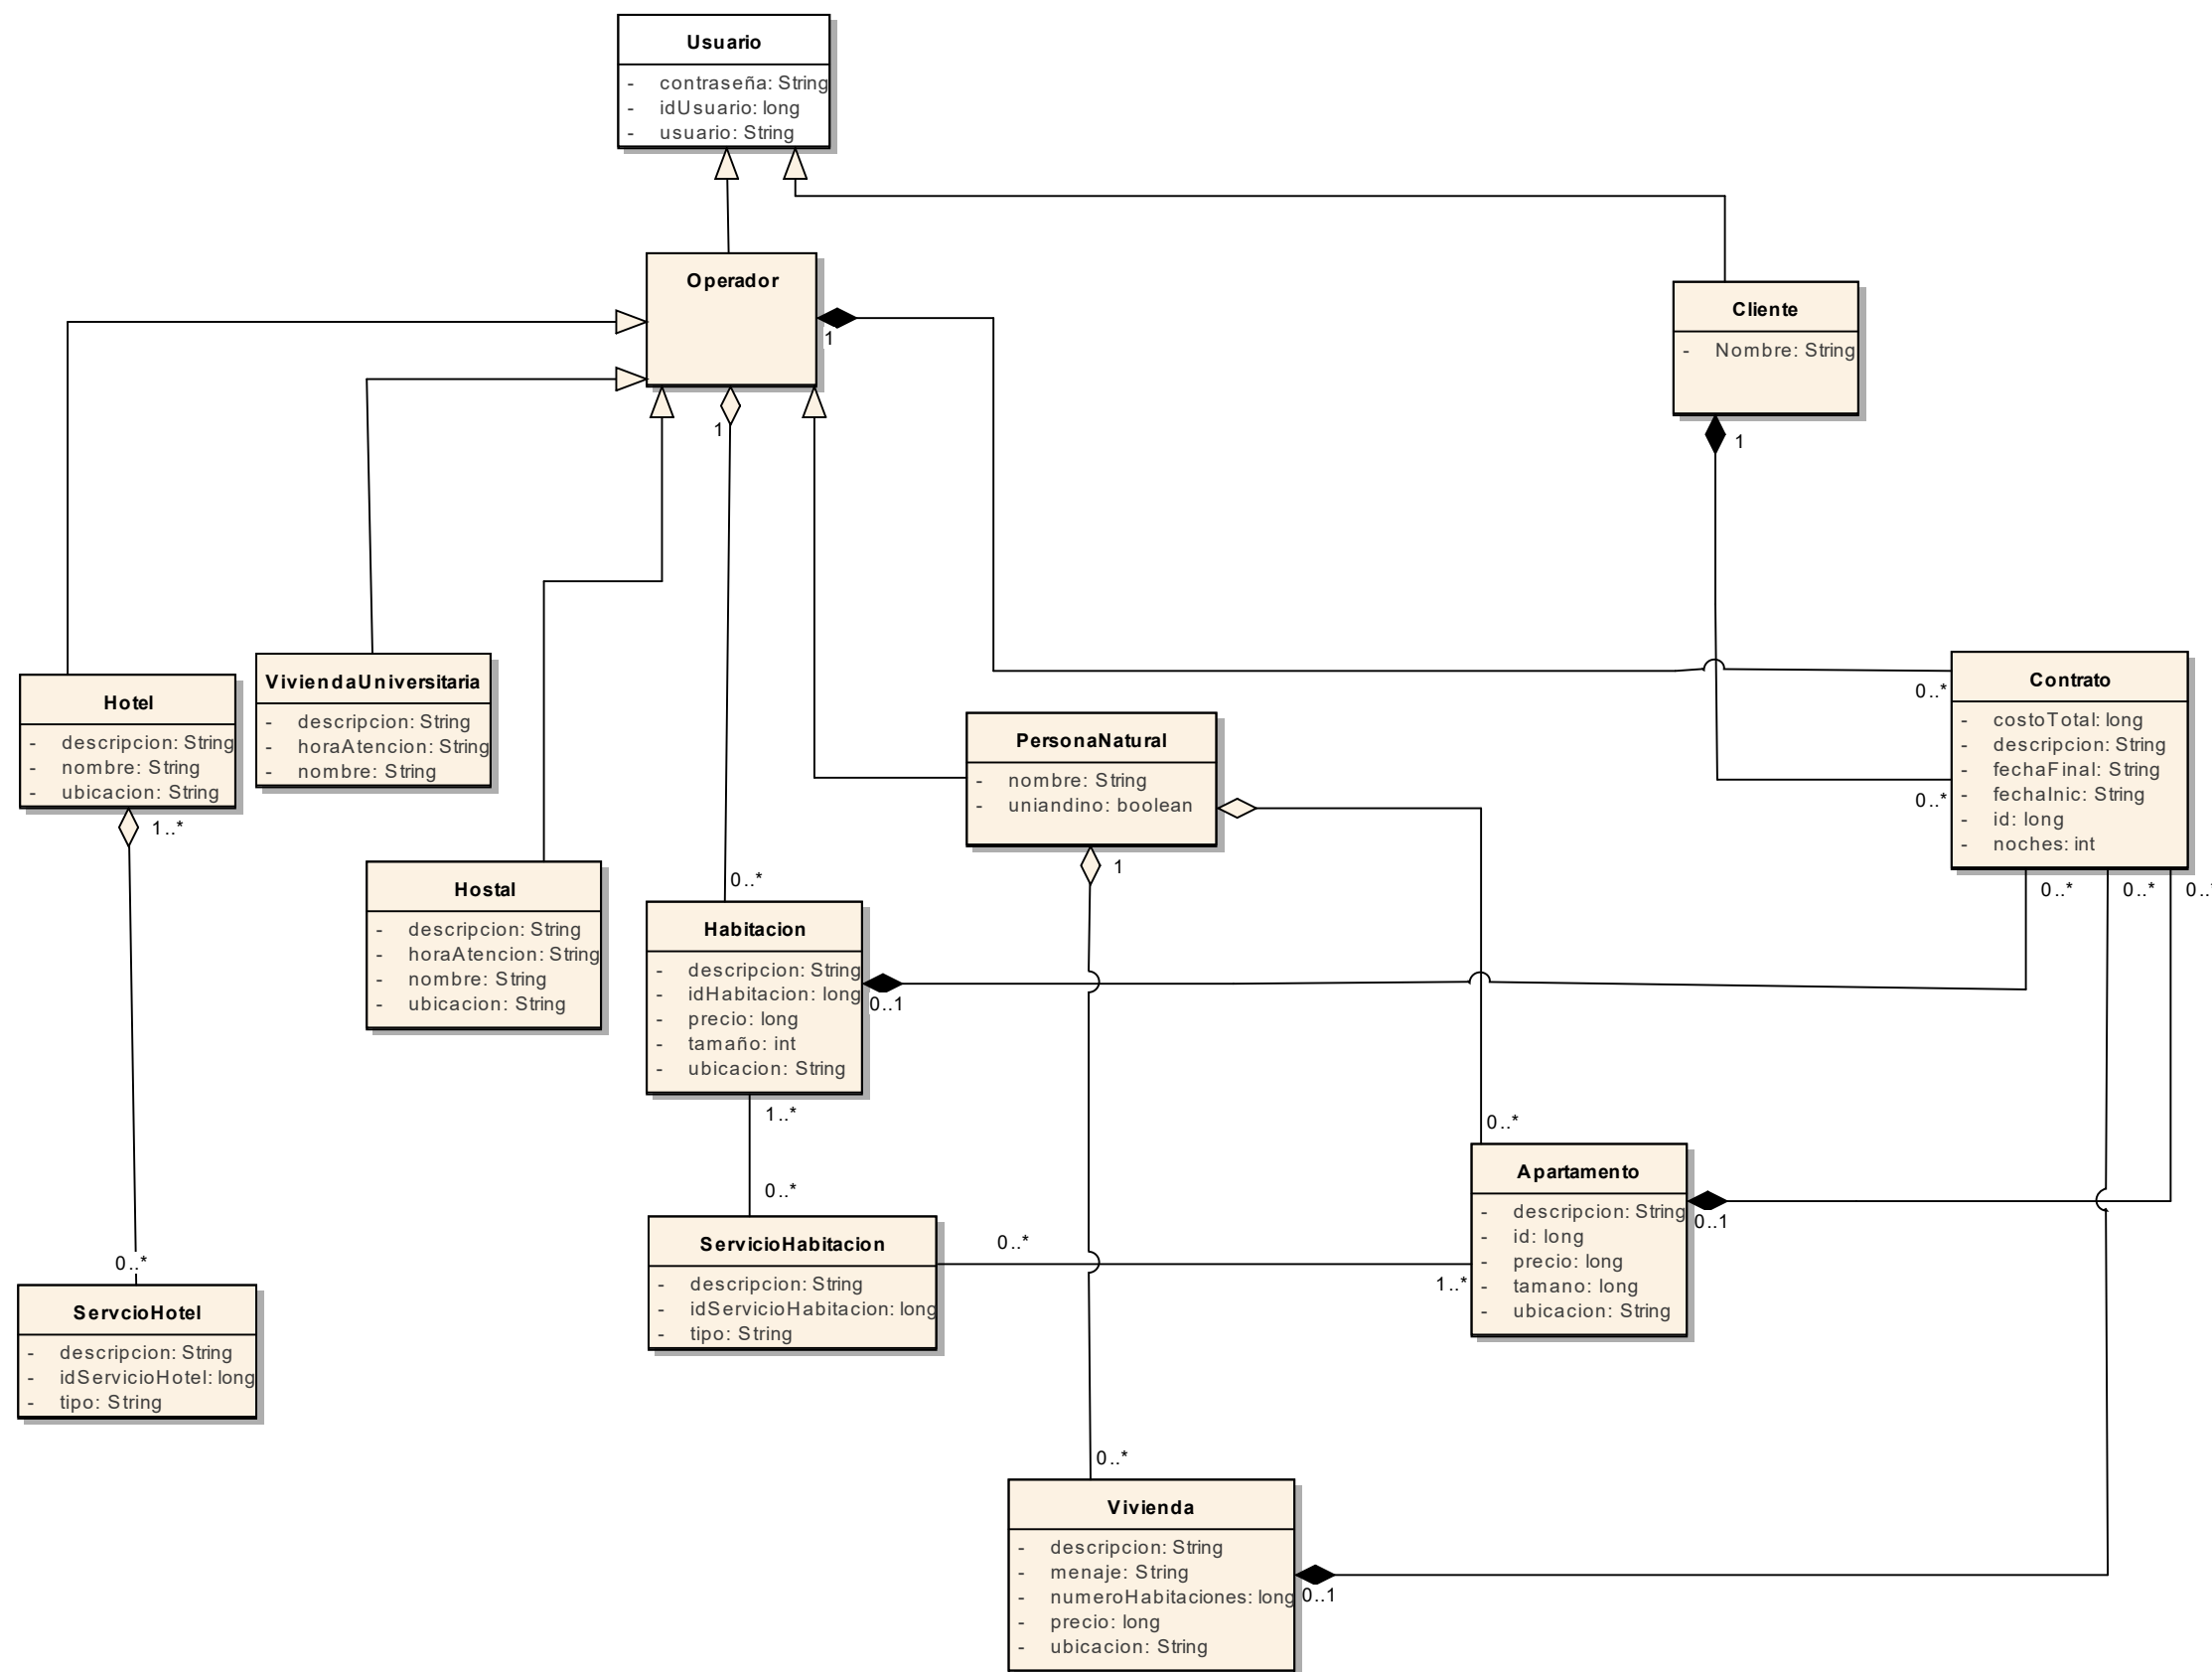 Usuario
- contraseña: String
- idUsuario: long
- usuario: String
Operador
1
1
Cliente
- Nombre: String
1
Hotel
- descripcion: String
- nombre: String
- ubicacion: String
1..*
ViviendaUniversitaria
- descripcion: String
- horaAtencion: String
- nombre: String
Contrato
- costoTotal: long
- descripcion: String
- fechaFinal: String
- fechaInic: String
- id: long
- noches: int
0..*
0..*
0..*
0..*
0..
PersonaNatural
- nombre: String
- uniandino: boolean
1
Hostal
- descripcion: String
- horaAtencion: String
- nombre: String
- ubicacion: String
0..*
Habitacion
- descripcion: String
- idHabitacion: long
- precio: long
- tamaño: int
- ubicacion: String
0..1
1..*
0..*
0..*
Apartamento
- descripcion: String
- id: long
- precio: long
- tamano: long
- ubicacion: String
0..1
ServicioHabitacion
- descripcion: String
- idServicioHabitacion: long
- tipo: String
0..*
1..*
0..*
ServcioHotel
- descripcion: String
- idServicioHotel: long
- tipo: String
0..*
Vivienda
- descripcion: String
- menaje: String
- numeroHabitaciones: long
- precio: long
- ubicacion: String
0..1